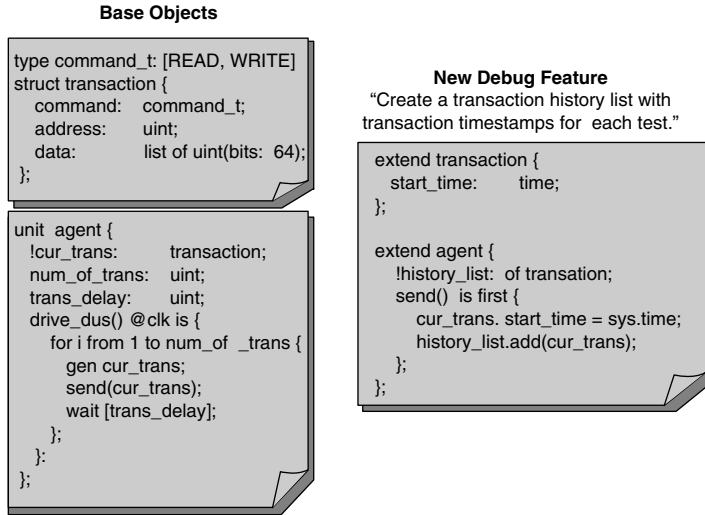 Base Objects
type command_t: [READ, WRITE]
struct transaction {
command: command_t;
address: uint;
data: list of uint(bits: 64);
};
unit agent {
!cur_trans: transaction;
num_of_trans: uint;
trans_delay: uint;
drive_dus() @clk is {
for i from 1 to num_of _trans {
gen cur_trans;
send(cur_trans);
wait [trans_delay];
};
}:
};
New Debug Feature
“Create a transaction history list with
transaction timestamps for each test.”
extend transaction {
start_time: time;
};
extend agent {
!history_list: of transation;
send() is first {
cur_trans. start_time = sys.time;
history_list.add(cur_trans);
};
};